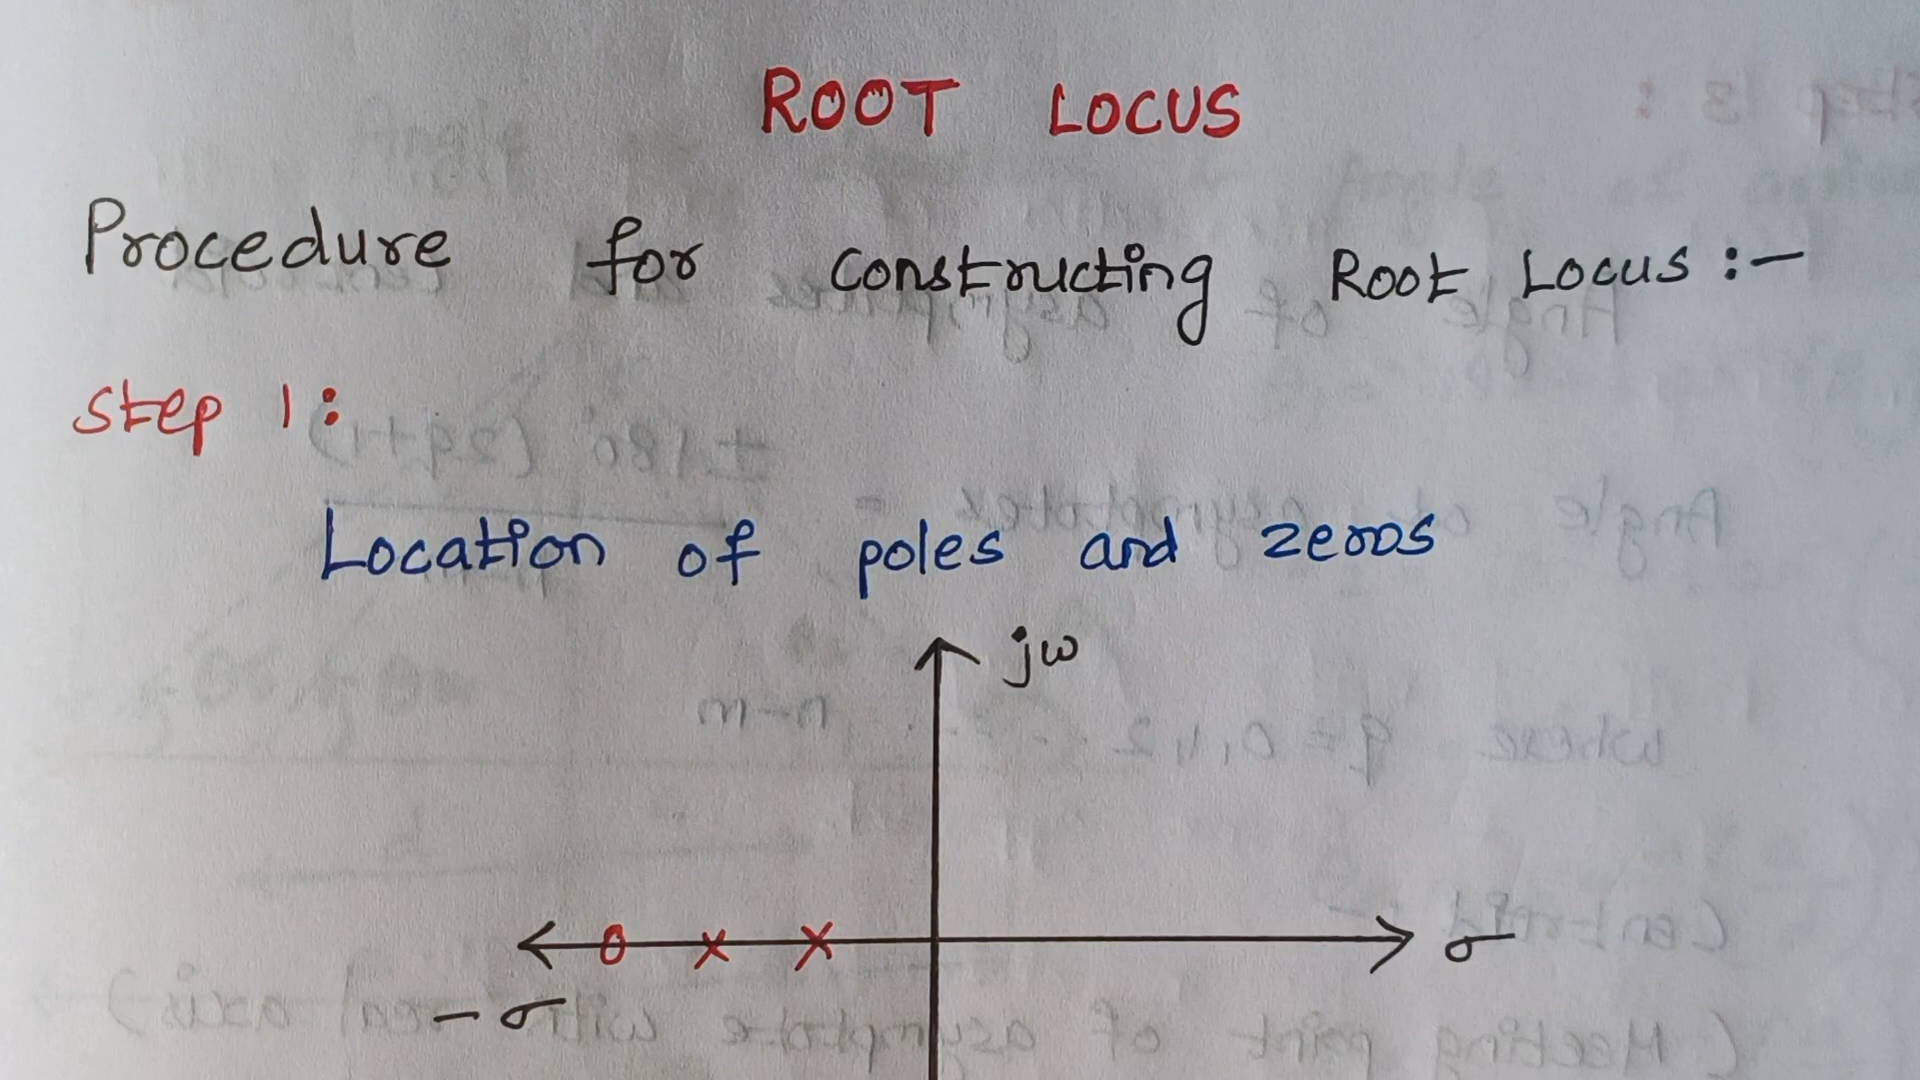 ROOT LOCUS
Procedure for constructing Root Locus :-
Step 1 :
Location of poles and zeros
jω
σ
-σ